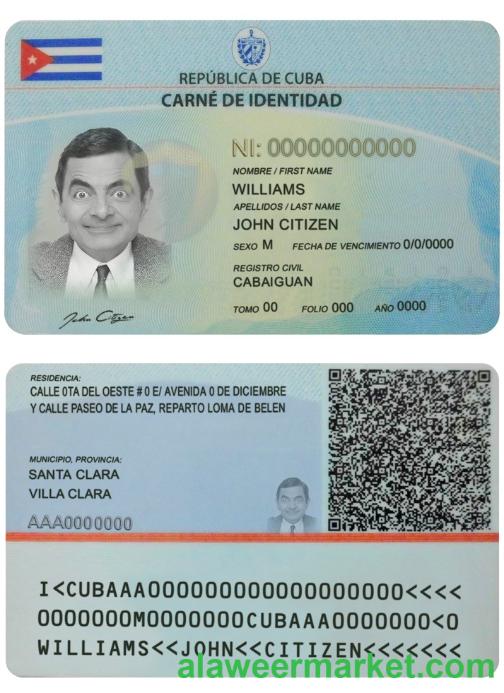 REPÚBLICA DE CUBA
CARNÉ DE IDENTIDAD
NI: 00000000000
NOMBRE / FIRST NAME
WILLIAMS
APELLIDOS / LAST NAME
JOHN CITIZEN
SEXO M FECHA DE VENCIMIENTO 0/0/0000
REGISTRO CIVIL
CABAIGUAN
TOMO 00 FOLIO 000 AÑO 0000
John Citizen
RESIDENCIA:
CALLE 0TA DEL OESTE # 0 E/ AVENIDA 0 DE DICIEMBRE
Y CALLE PASEO DE LA PAZ, REPARTO LOMA DE BELEN
MUNICIPIO, PROVINCIA:
SANTA CLARA
VILLA CLARA
AAA0000000
I<CUBAAA0000000000000000000<<<<
0000000M0000000CUBAAA0000000<0
WILLIAMS<<JOHN<<CITIZEN<<<<<<<
alaweermarket.com